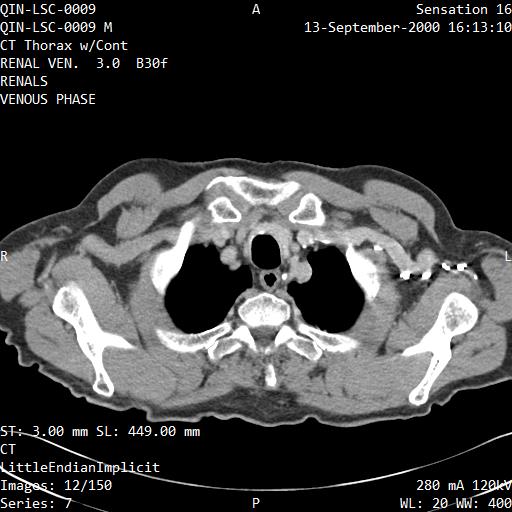 QIN-LSC-0009
A
Sensation 16
QIN-LSC-0009 M
13-September-2000 16:13:10
CT Thorax w/Cont
RENAL VEN. 3.0 B30f
RENALS
VENOUS PHASE
R
L
ST: 3.00 mm SL: 449.00 mm
CT
LittleEndianImplicit
Images: 12/150
280 mA 120kV
Series: 7
P
WL: 20 WW: 400